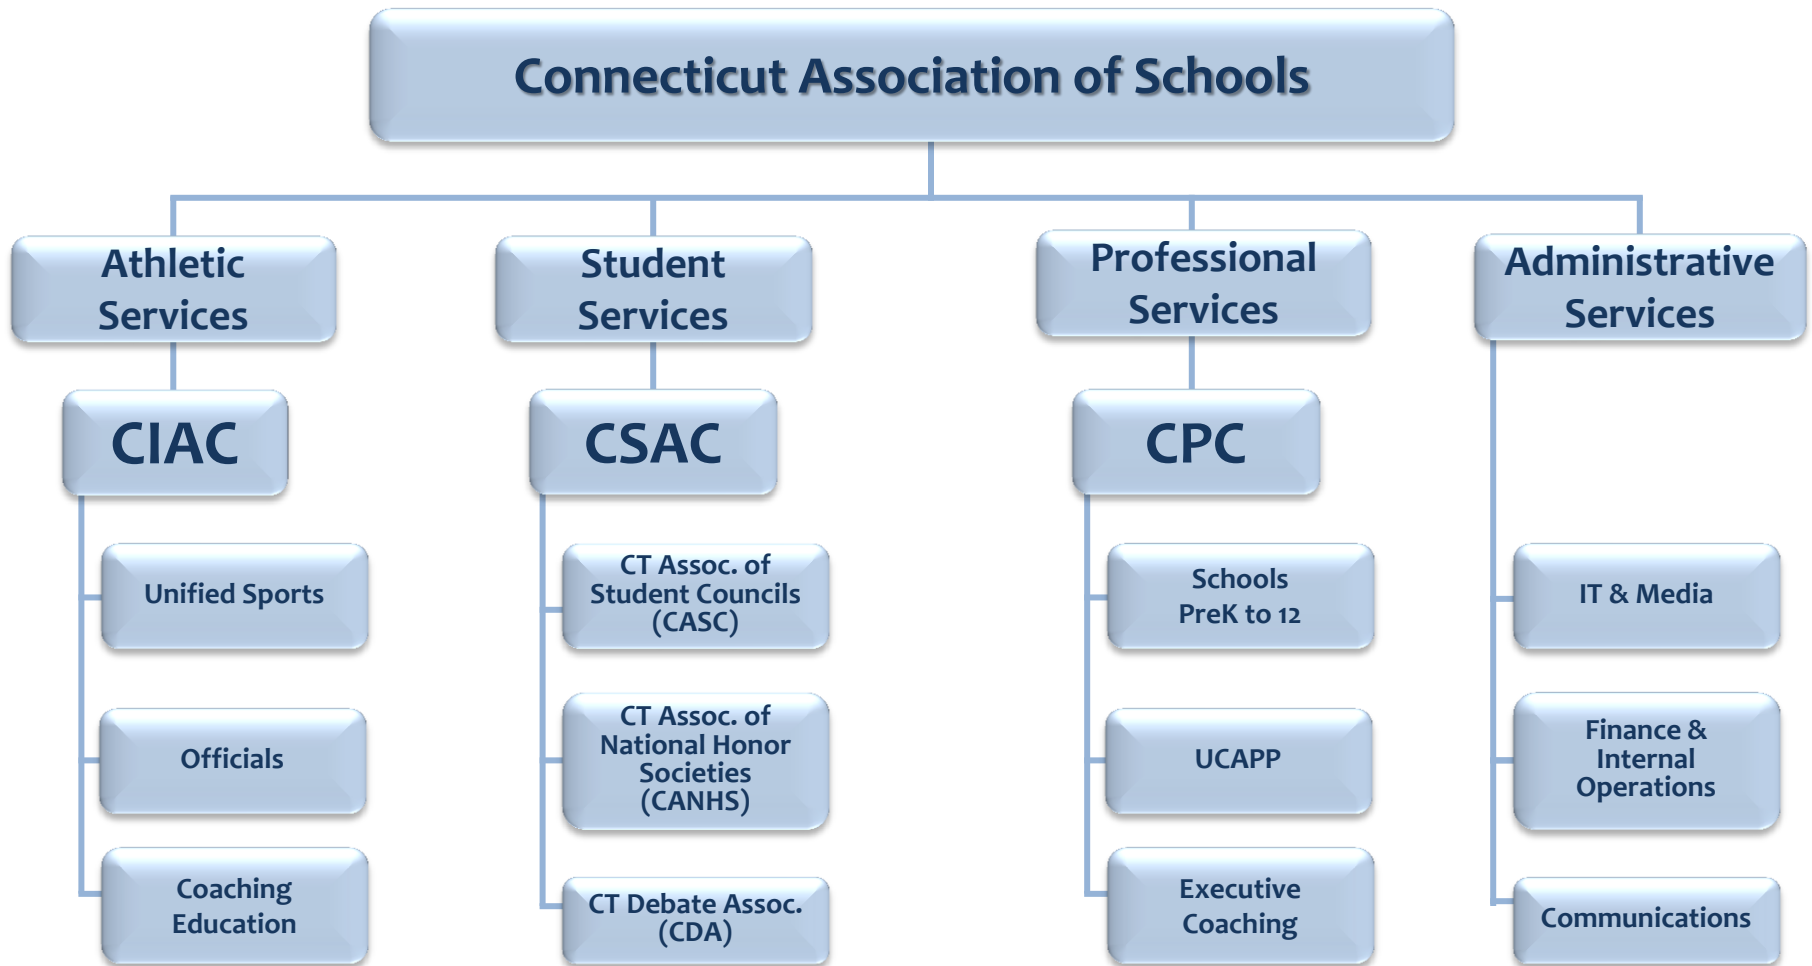 Connecticut Association of Schools
Athletic
Services
Student
Services
Professional
Services
Administrative
Services
CIAC
CSAC
CPC
Unified Sports
CT Assoc. of
Student Councils
(CASC)
Schools
PreK to 12
IT & Media
Officials
CT Assoc. of
National Honor
Societies
(CANHS)
UCAPP
Finance &
Internal
Operations
Coaching
Education
CT Debate Assoc.
(CDA)
Executive
Coaching
Communications